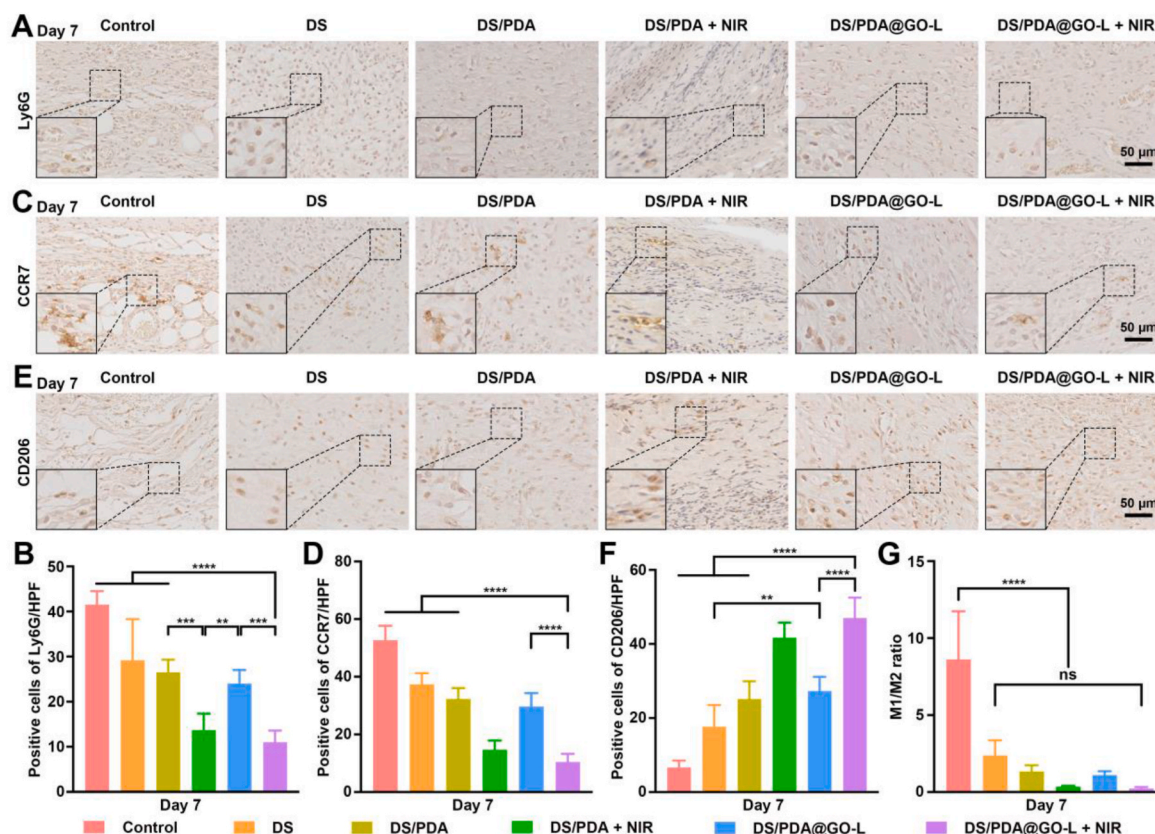 A Day 7 Control DS DS/PDA DS/PDA + NIR DS/PDA@GO-L DS/PDA@GO-L + NIR
Ly6G
50 μm
C Day 7 Control DS DS/PDA DS/PDA + NIR DS/PDA@GO-L DS/PDA@GO-L + NIR
CCR7
50 μm
E Day 7 Control DS DS/PDA DS/PDA + NIR DS/PDA@GO-L DS/PDA@GO-L + NIR
CD206
50 μm
B
Positive cells of Ly6G/HPF
50
40
30
20
10
0
****
*** ** ***
Day 7
D
Positive cells of CCR7/HPF
80
60
40
20
0
****
****
Day 7
F
Positive cells of CD206/HPF
60
40
20
0
****
****
**
Day 7
G
M1/M2 ratio
15
10
5
0
****
ns
Day 7
Control DS DS/PDA DS/PDA + NIR DS/PDA@GO-L DS/PDA@GO-L + NIR